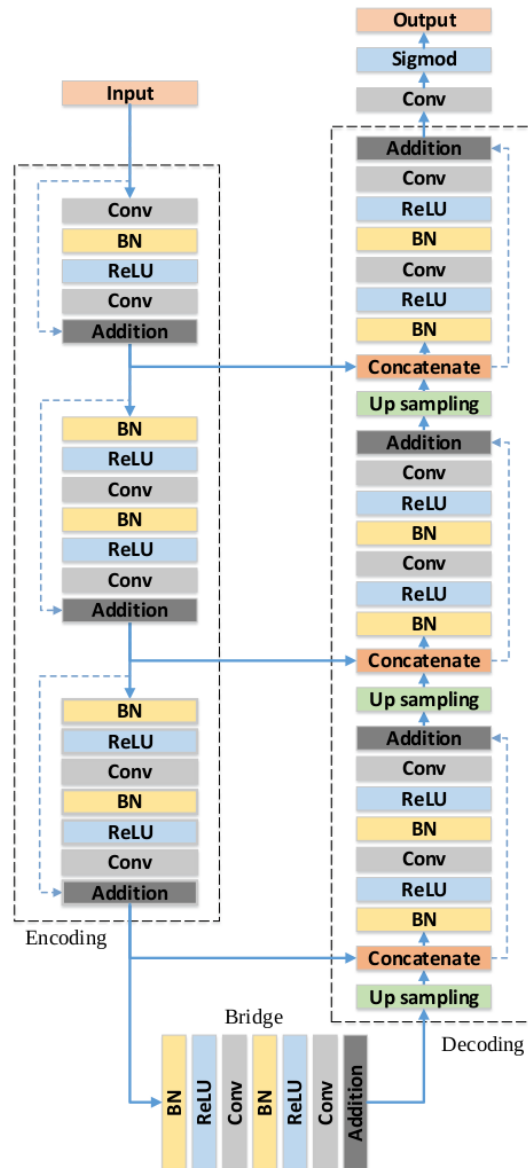 Input
Conv
BN
ReLU
Conv
Addition
BN
ReLU
Conv
BN
ReLU
Conv
Addition
BN
ReLU
Conv
BN
ReLU
Conv
Addition
Encoding
Bridge
BN
ReLU
Conv
BN
ReLU
Conv
Addition
Output
Sigmod
Conv
Addition
Conv
ReLU
BN
Conv
ReLU
BN
Concatenate
Up sampling
Addition
Conv
ReLU
BN
Conv
ReLU
BN
Concatenate
Up sampling
Addition
Conv
ReLU
BN
Conv
ReLU
BN
Concatenate
Up sampling
Decoding